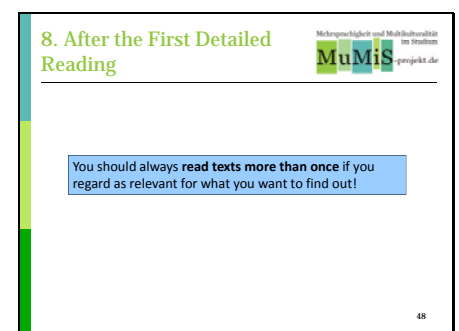 8. After the First Detailed
Reading
Mehrsprachigkeit und Multikulturalität
im Studium
MuMiS-projekt.de
You should always read texts more than once if you
regard as relevant for what you want to find out!
48